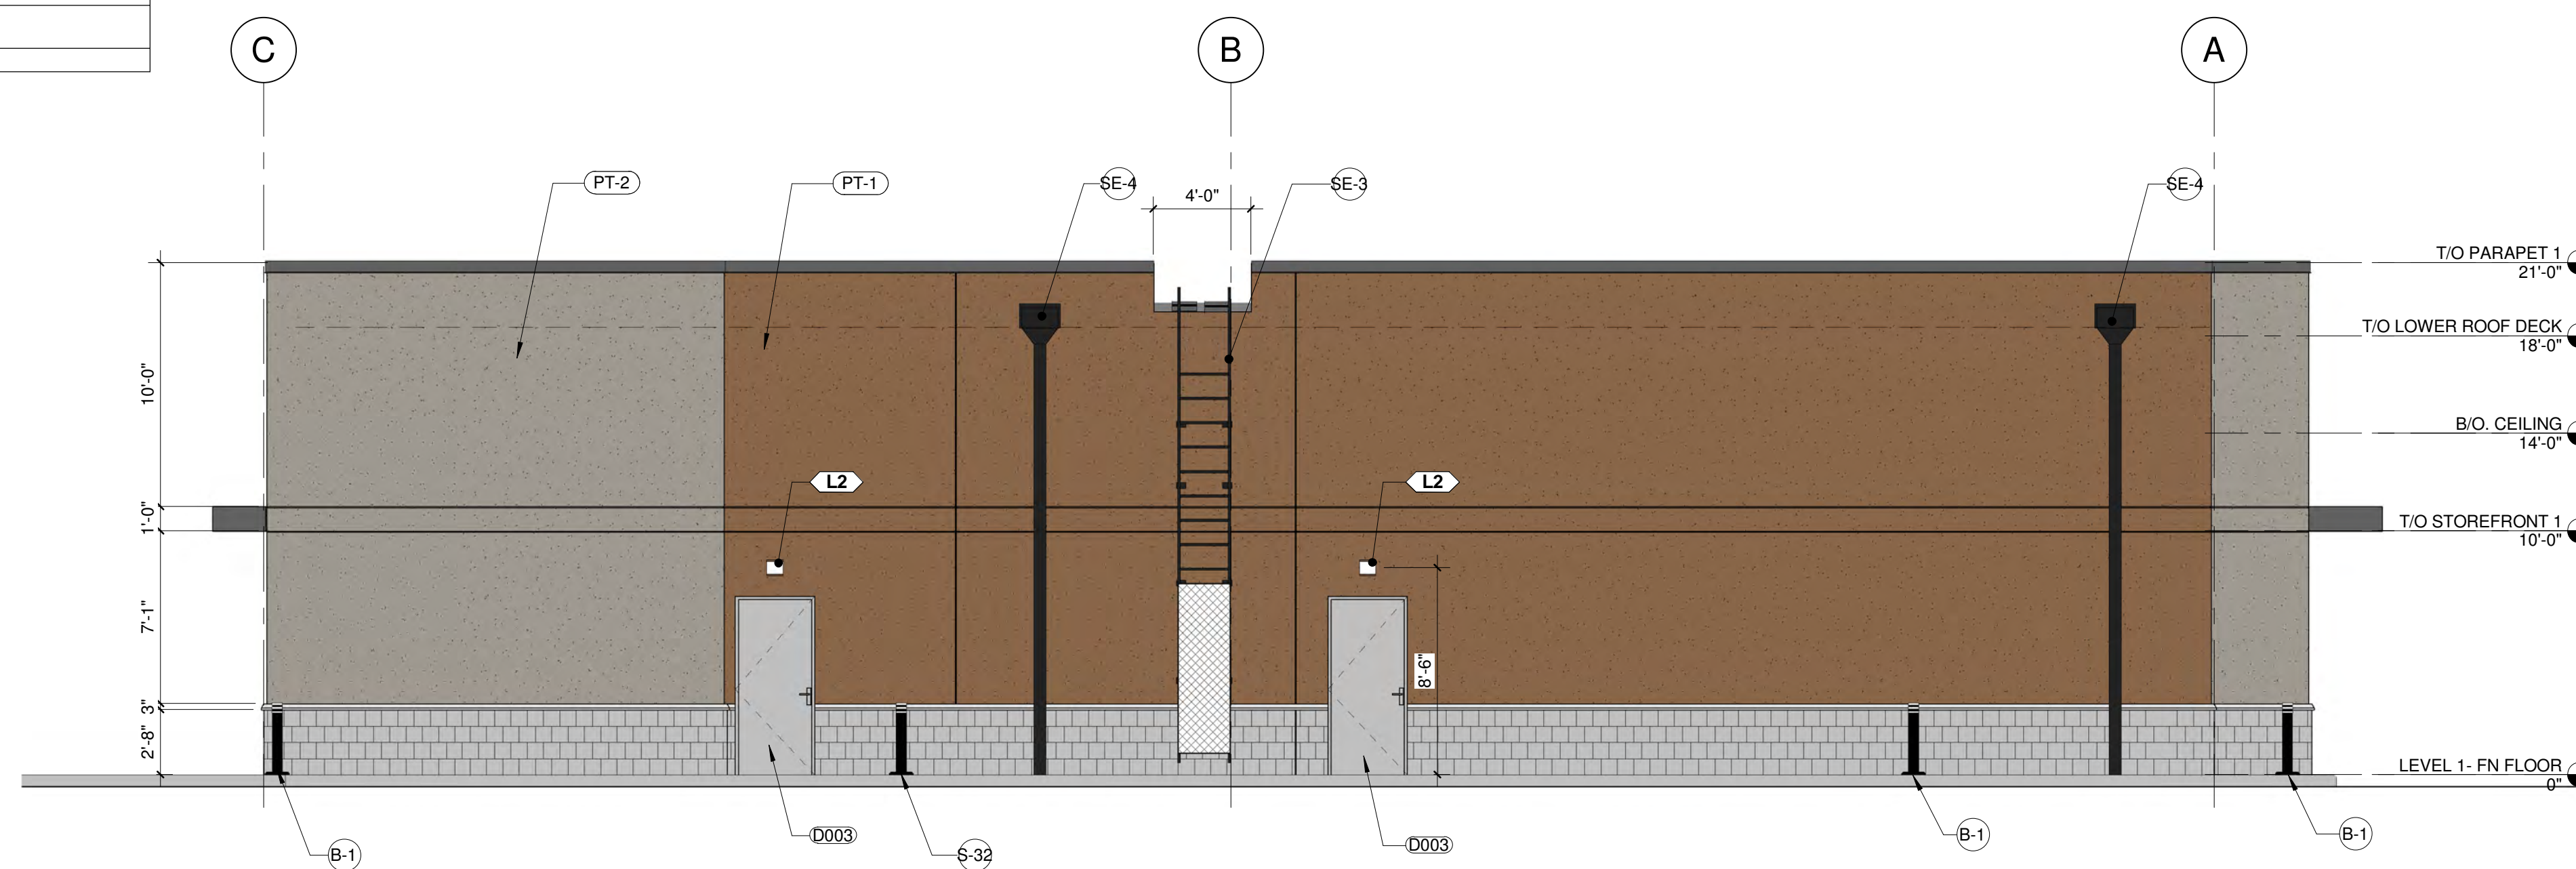 C
B
A
PT-2
PT-1
SE-4
4'-0"
SE-3
SE-4
T/O PARAPET 1
21'-0"
T/O LOWER ROOF DECK
18'-0"
10'-0"
B/O. CEILING
14'-0"
L2
L2
1'-0"
T/O STOREFRONT 1
10'-0"
7'-1"
8'-6"
3"
2'-8"
LEVEL 1- FN FLOOR
0"
B-1
D003
S-32
D003
B-1
B-1